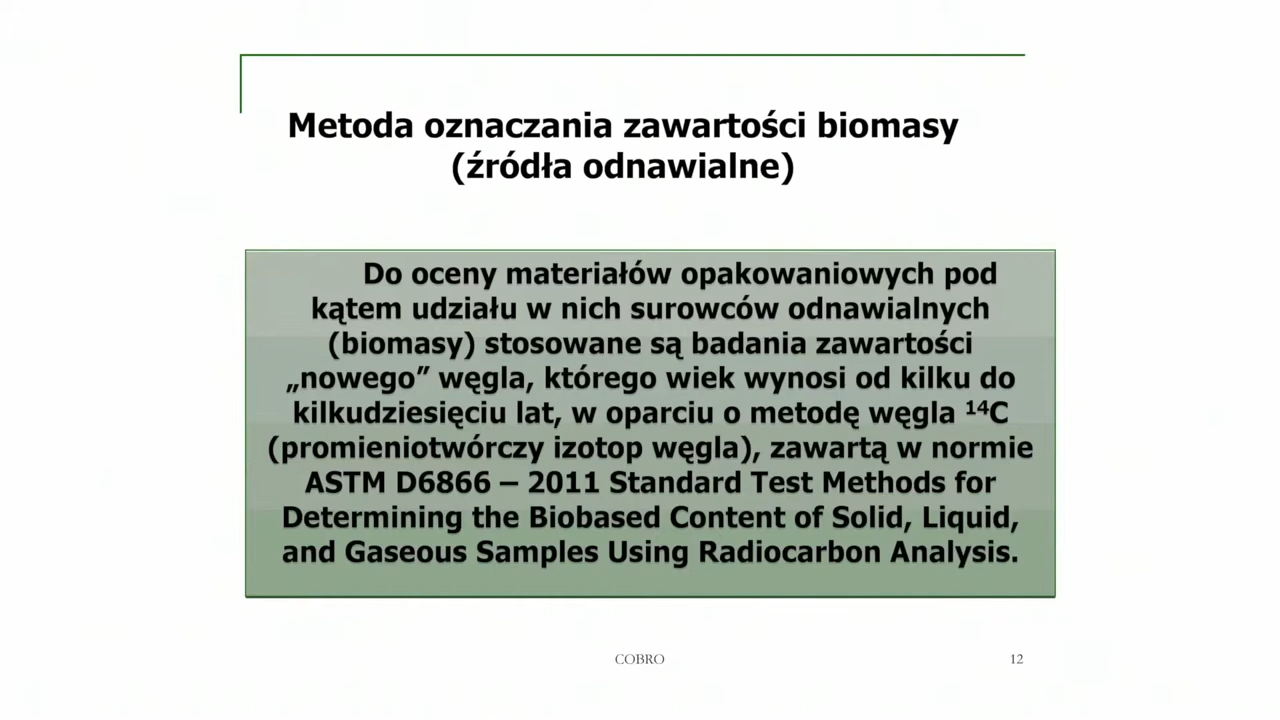 Metoda oznaczania zawartości biomasy
(źródła odnawialne)
Do oceny materiałów opakowaniowych pod
kątem udziału w nich surowców odnawialnych
(biomasy) stosowane są badania zawartości
„nowego” węgla, którego wiek wynosi od kilku do
kilkudziesięciu lat, w oparciu o metodę węgla ¹⁴C
(promieniotwórczy izotop węgla), zawartą w normie
ASTM D6866 – 2011 Standard Test Methods for
Determining the Biobased Content of Solid, Liquid,
and Gaseous Samples Using Radiocarbon Analysis.
COBRO
12